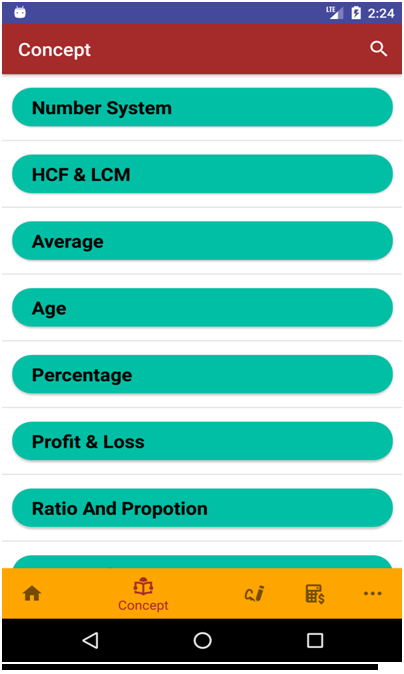 LTE 2:24
Concept
Number System
HCF & LCM
Average
Age
Percentage
Profit & Loss
Ratio And Propotion
Concept